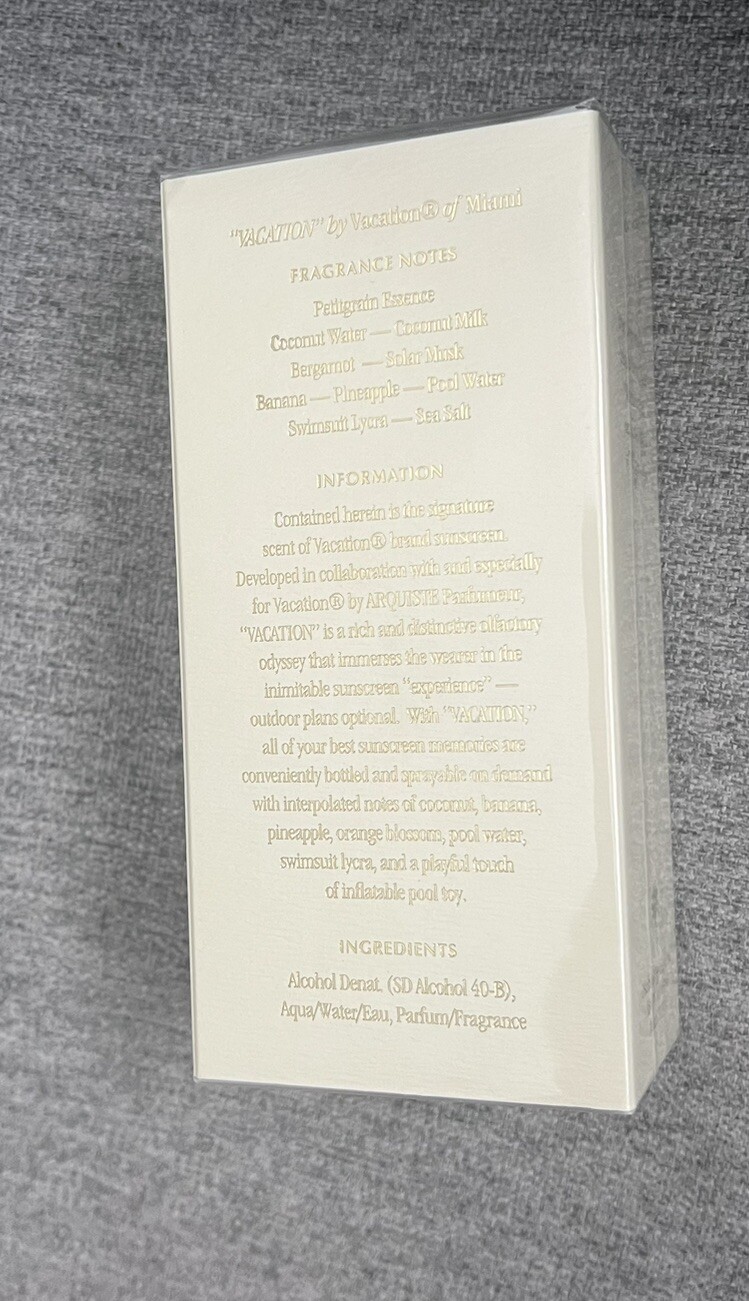 "VACATION" by Vacation® of Miami
FRAGRANCE NOTES
Petitgrain Essence
Coconut Water — Coconut Milk
Bergamot — Solar Musk
Banana — Pineapple — Pool Water
Swimsuit Lycra — Sea Salt
INFORMATION
Contained herein is the signature
scent of Vacation® brand sunscreen.
Developed in collaboration with and especially
for Vacation® by ARQUISTE Parfumeur,
"VACATION" is a rich and distinctive olfactory
odyssey that immerses the wearer in the
inimitable sunscreen "experience" —
outdoor plans optional. With "VACATION,"
all of your best sunscreen memories are
conveniently bottled and sprayable on demand
with interpolated notes of coconut, banana,
pineapple, orange blossom, pool water,
swimsuit lycra, and a playful touch
of inflatable pool toy.
INGREDIENTS
Alcohol Denat. (SD Alcohol 40-B),
Aqua/Water/Eau, Parfum/Fragrance